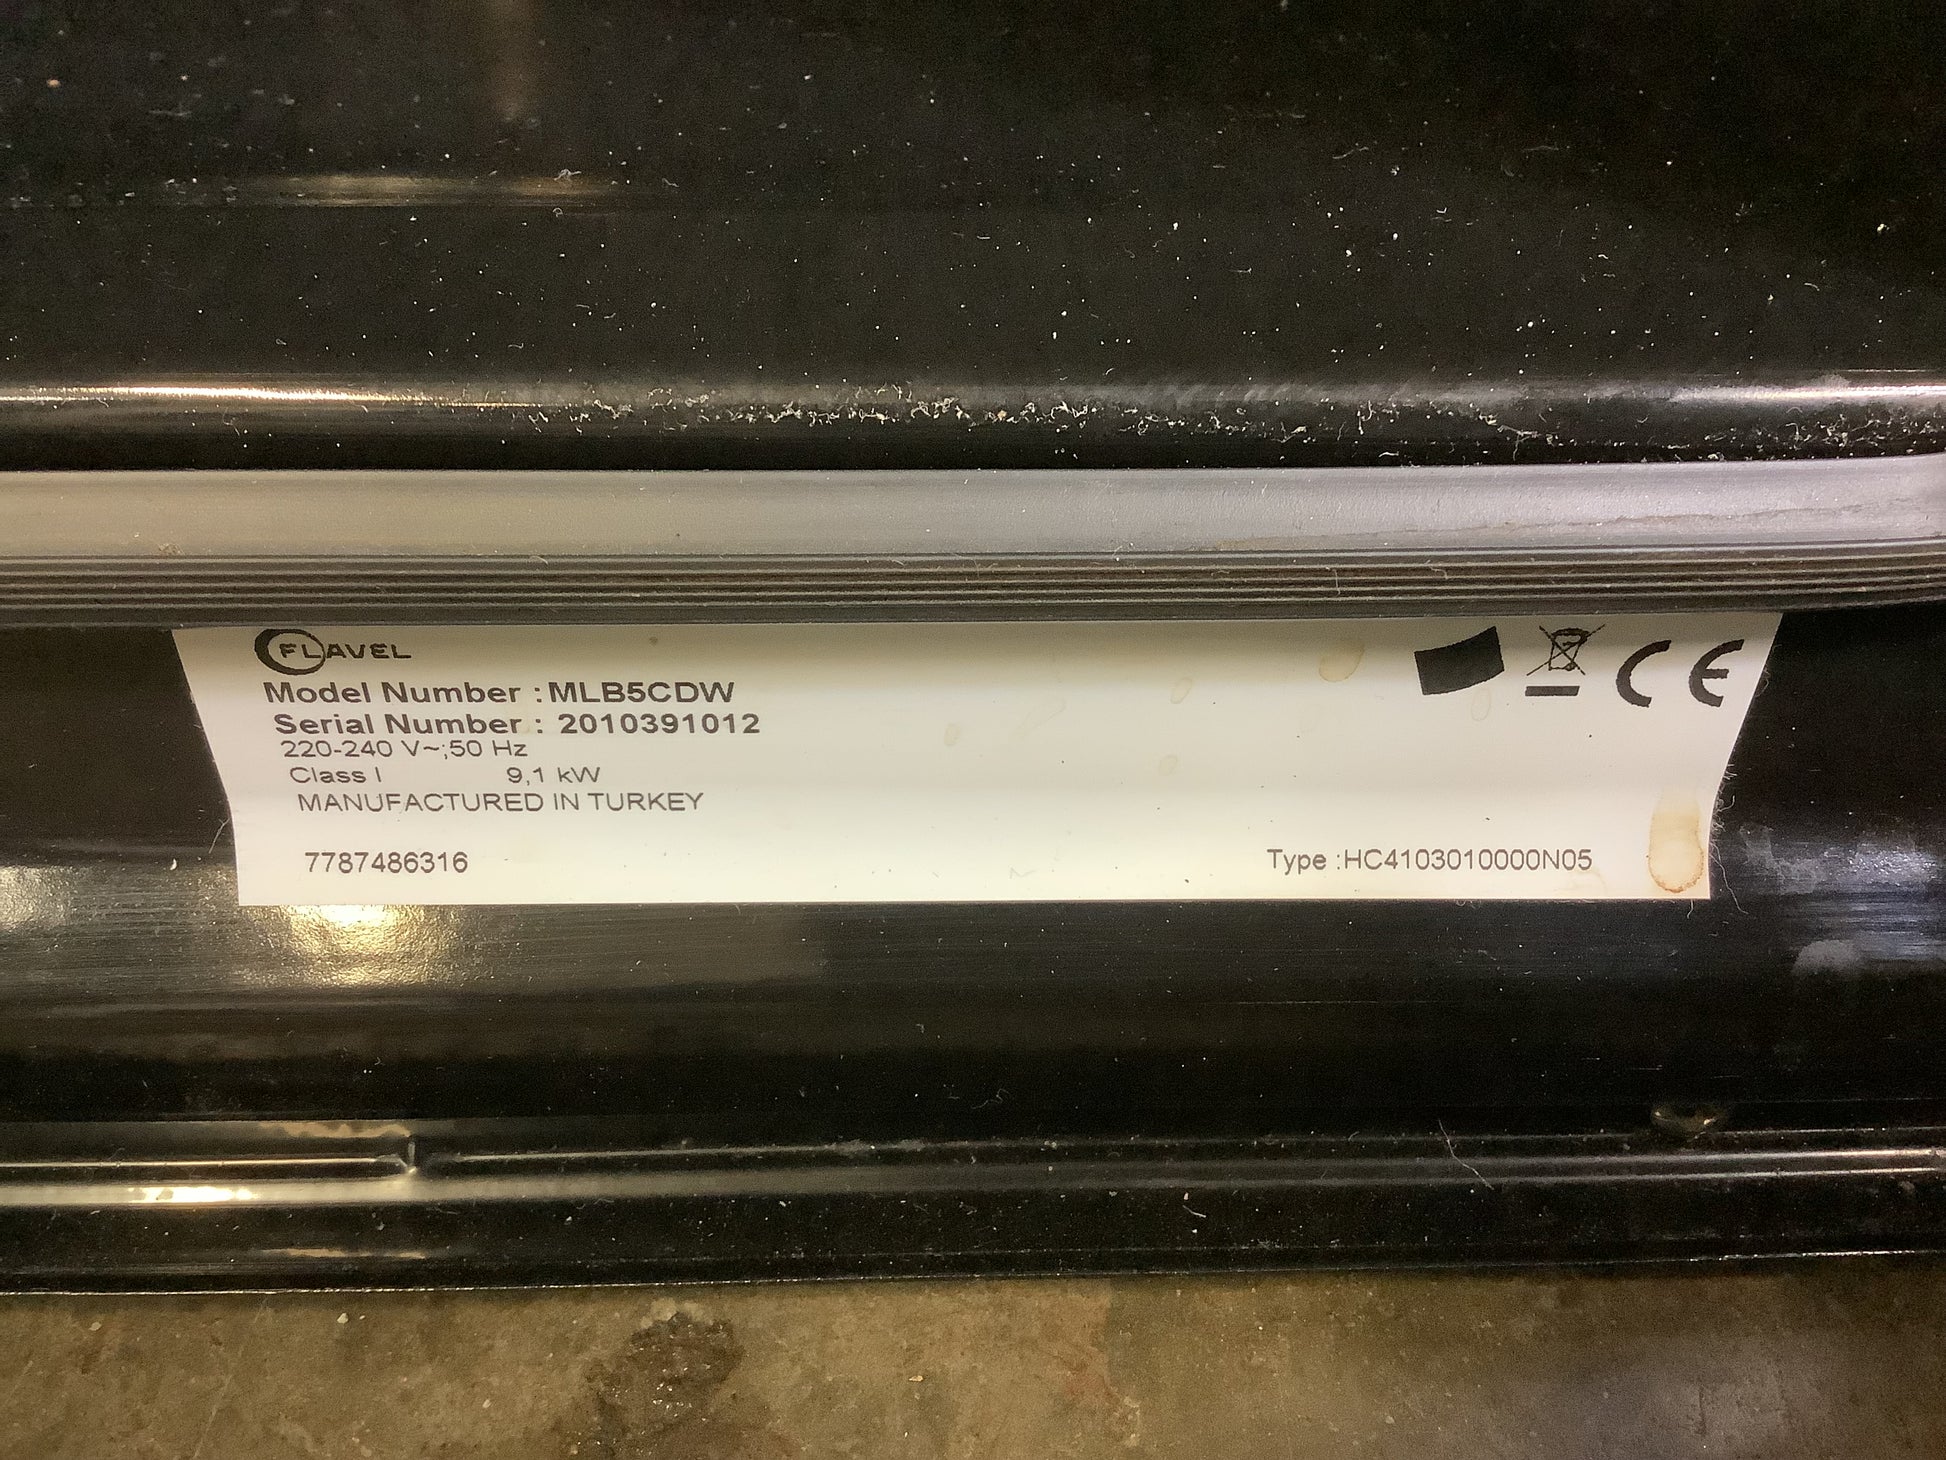 FLAVEL
Model Number :MLB5CDW
Serial Number : 2010391012
220-240 V~;50 Hz
Class I 9,1 kW
MANUFACTURED IN TURKEY
7787486316 Type :HC4103010000N05
CE